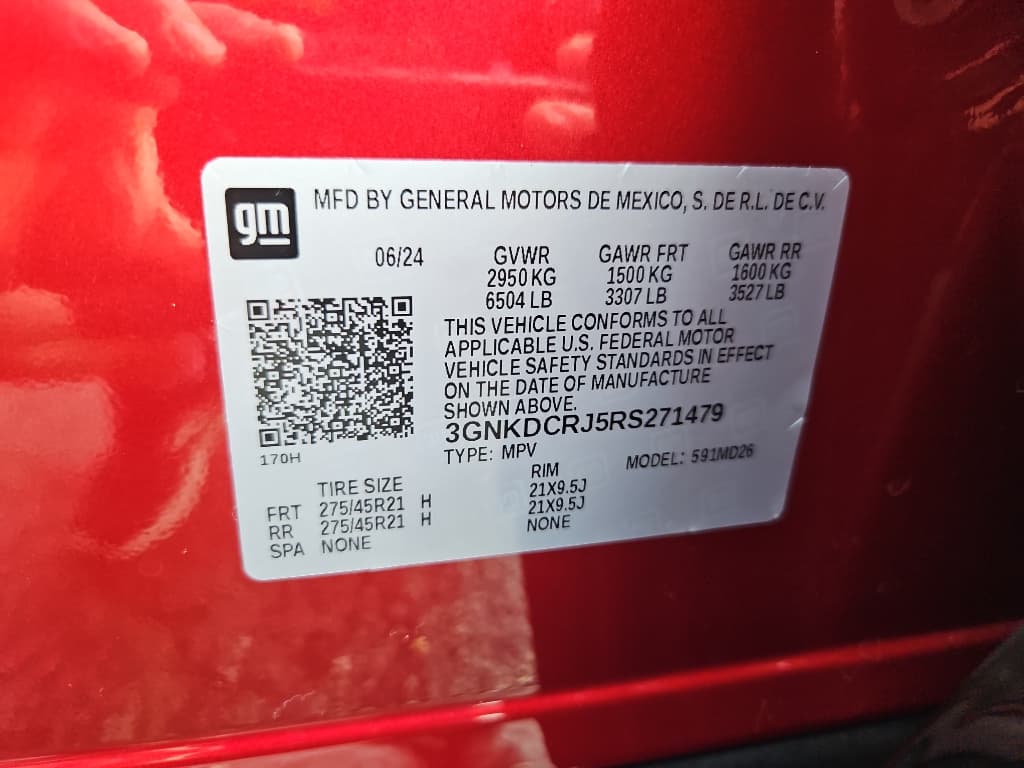 gm
MFD BY GENERAL MOTORS DE MEXICO, S. DE R.L. DE C.V.
06/24 GVWR GAWR FRT GAWR RR
2950 KG 1500 KG 1600 KG
6504 LB 3307 LB 3527 LB
THIS VEHICLE CONFORMS TO ALL
APPLICABLE U.S. FEDERAL MOTOR
VEHICLE SAFETY STANDARDS IN EFFECT
ON THE DATE OF MANUFACTURE
SHOWN ABOVE.
3GNKDCRJ5RS271479
170H
TYPE: MPV MODEL: 591MD26
TIRE SIZE RIM
FRT 275/45R21 H 21X9.5J
RR 275/45R21 H 21X9.5J
SPA NONE NONE